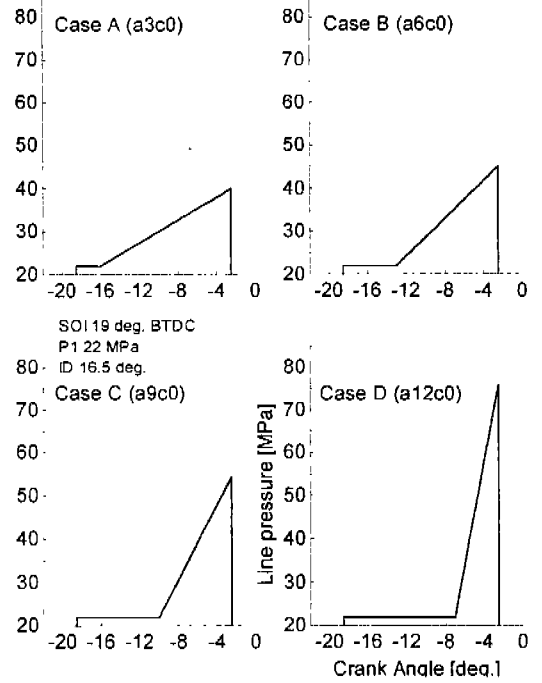 80
Case A (a3c0)
70
60
50
40
30
20
-20 -16 -12 -8 -4 0
80
Case B (a6c0)
70
60
50
40
30
20
-20 -16 -12 -8 -4 0
SOI 19 deg. BTDC
P1 22 MPa
ID 16.5 deg.
80
Case C (a9c0)
70
60
50
40
30
20
-20 -16 -12 -8 -4 0
Line pressure [MPa]
80
Case D (a12c0)
70
60
50
40
30
20
-20 -16 -12 -8 -4 0
Crank Angle [deg.]